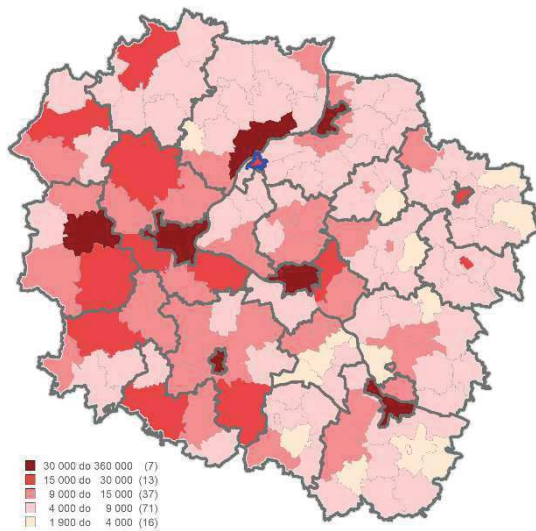 30 000 do 360 000 (7)
15 000 do 30 000 (13)
9 000 do 15 000 (37)
4 000 do 9 000 (71)
1 900 do 4 000 (16)